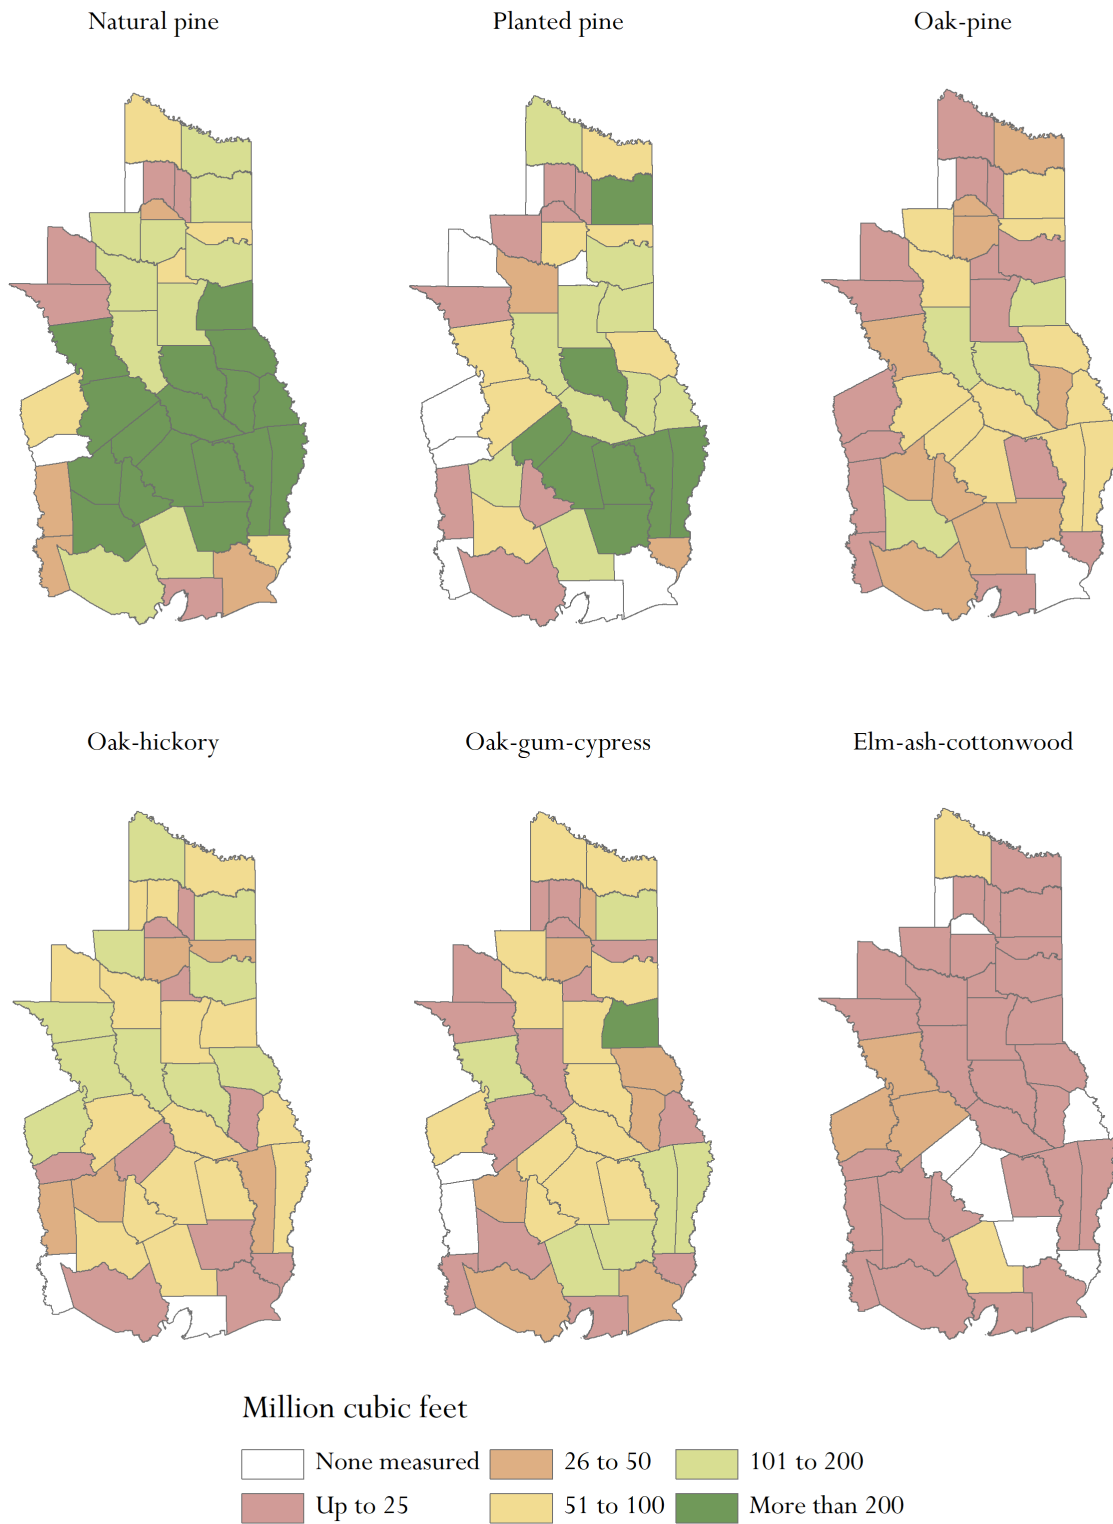 Natural pine
Planted pine
Oak-pine
Oak-hickory
Oak-gum-cypress
Elm-ash-cottonwood
Million cubic feet
None measured
26 to 50
101 to 200
Up to 25
51 to 100
More than 200